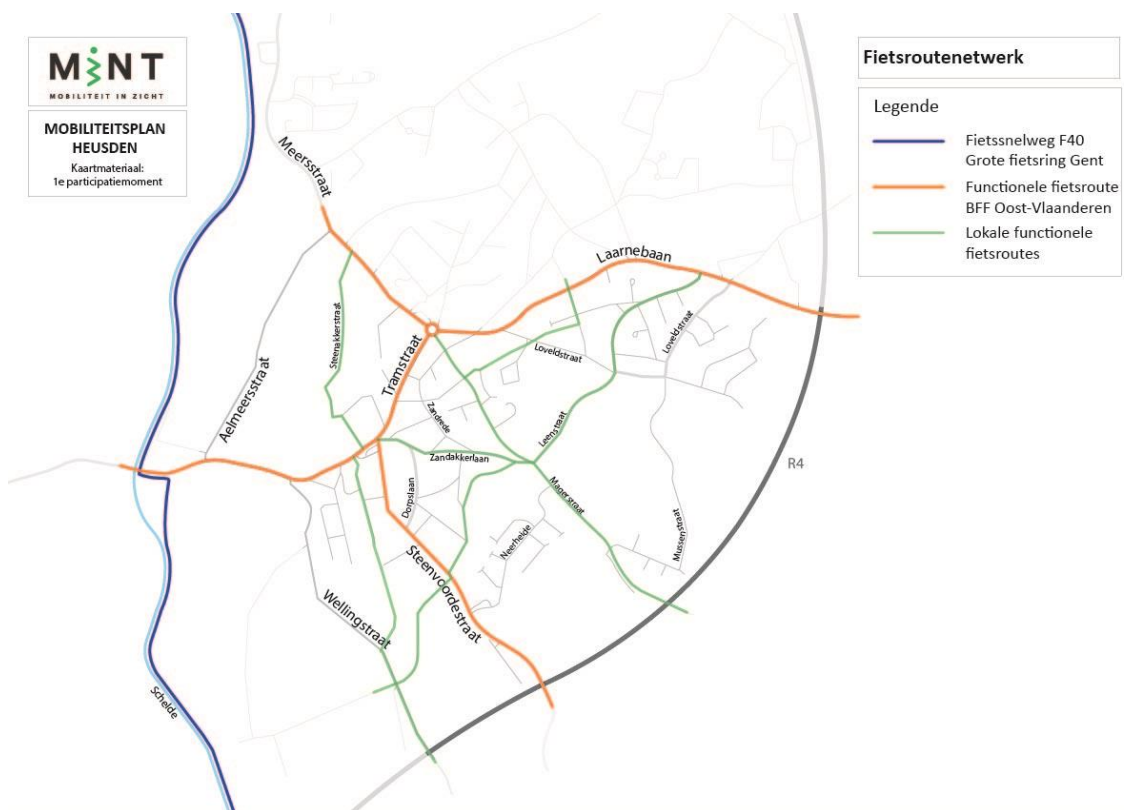 MiNT
MOBILITEIT IN ZICHT
MOBILITEITSPLAN
HEUSDEN
Kaartmateriaal:
1e participatiemoment
Fietsroutenetwerk
Legende
Fietssnelweg F40
Grote fietsring Gent
Functionele fietsroute
BFF Oost-Vlaanderen
Lokale functionele
fietsroutes
Meersstraat
Laarnebaan
Steenakkerstraat
Tramstraat
Loveldstraat
Loveldstraat
Aelmeersstraat
Zandrede
Leenstraat
Zandakkerlaan
R4
Dorpslaan
Magerstraat
Mussenstraat
Neerhelde
Steenvoordestraat
Wellingstraat
Schelde